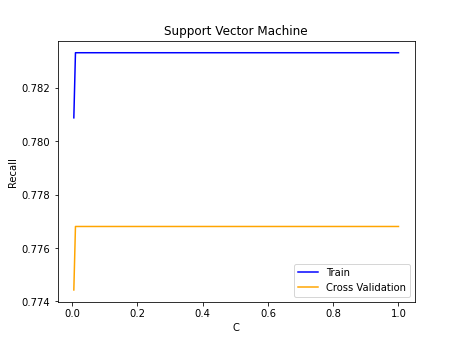 Support Vector Machine
Recall
0.782
0.780
0.778
0.776
0.774
0.0 0.2 0.4 0.6 0.8 1.0
C
Train
Cross Validation